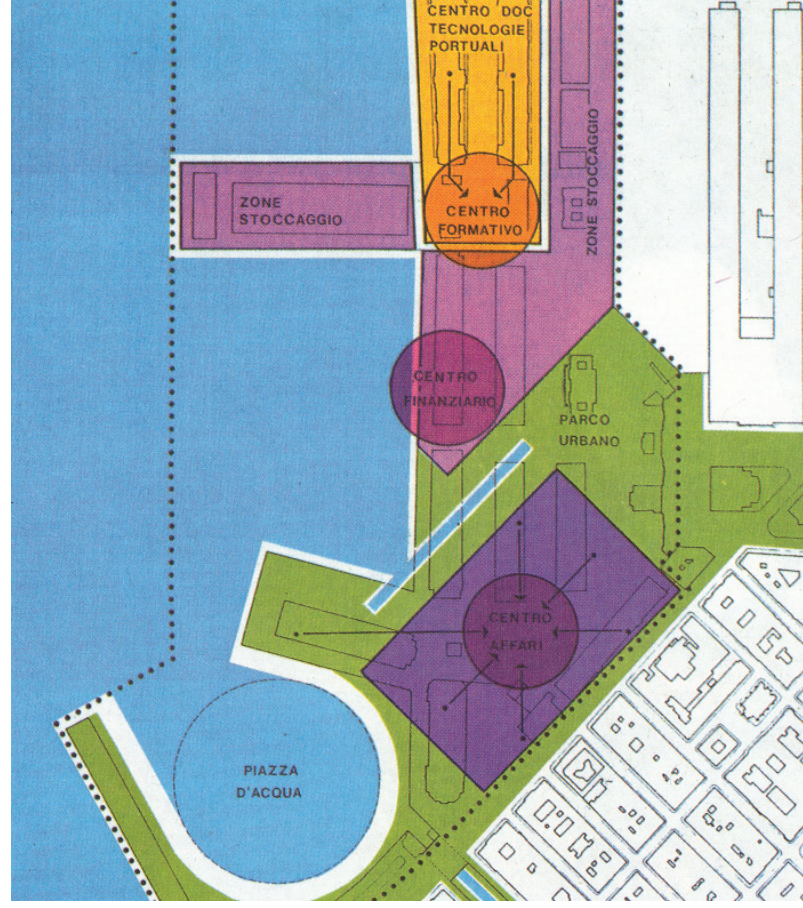 CENTRO DOC
TECNOLOGIE
PORTUALI
ZONE
STOCCAGGIO
CENTRO
FORMATIVO
ZONE STOCCAGGIO
CENTRO
FINANZIARIO
PARCO
URBANO
CENTRO
AFFARI
PIAZZA
D'ACQUA